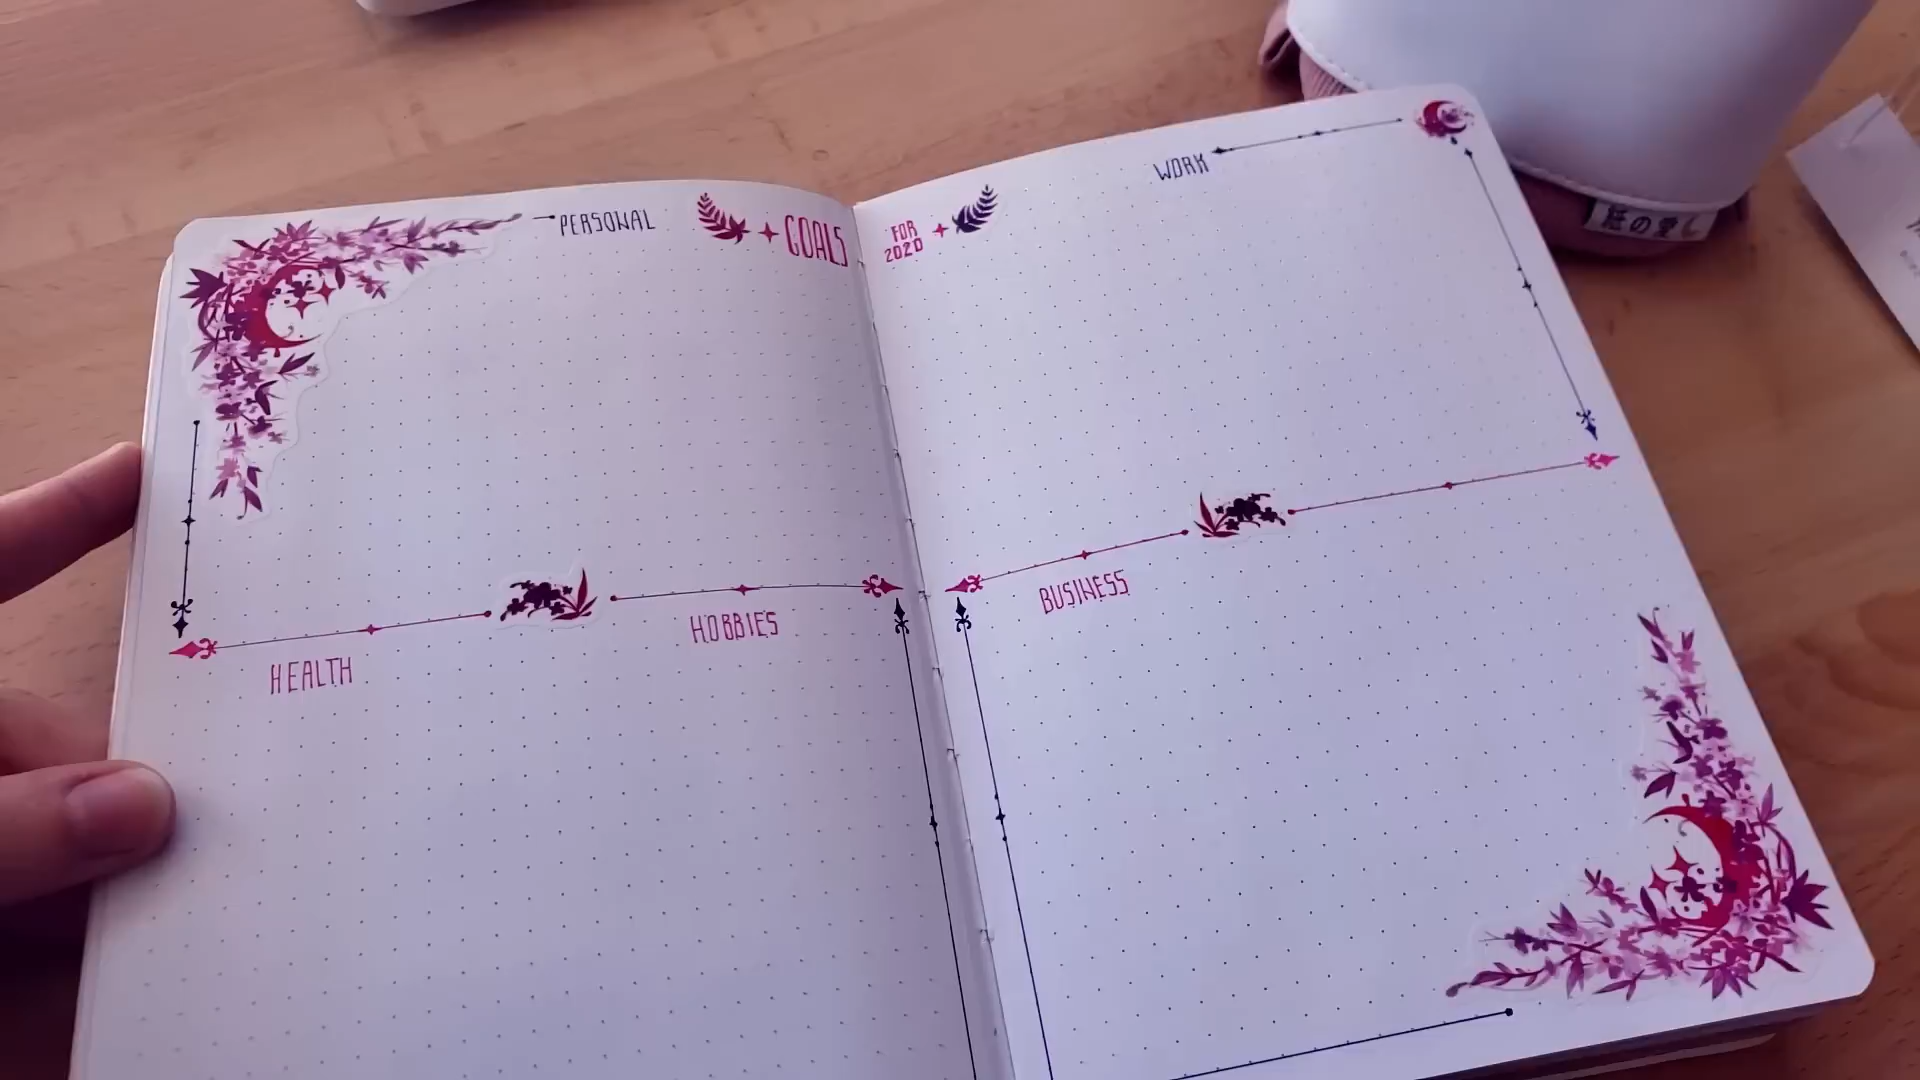 PERSONAL
GOALS
FOR
2020
WORK
HEALTH
HOBBIES
BUSINESS